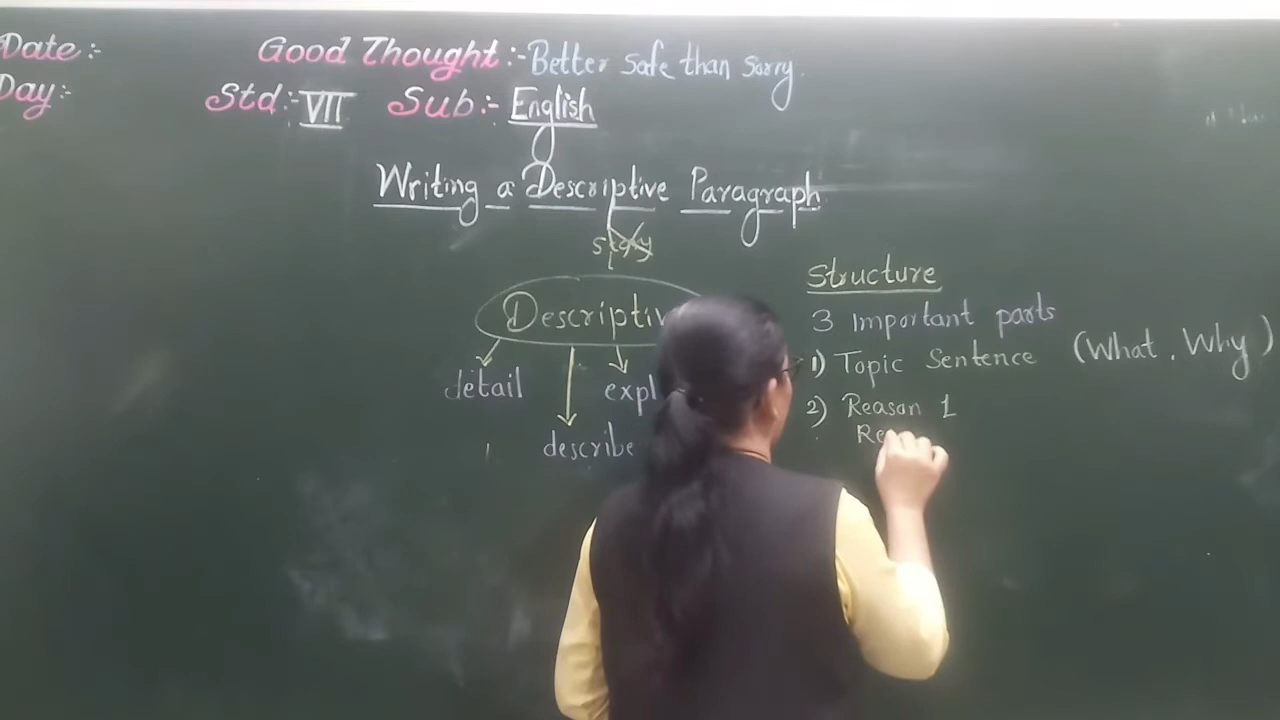 Date:-
Good Thought:- Better safe than sorry.
Day:-
Std:- VII Sub:- English
Writing a Descriptive Paragraph
story
Structure
3 Important parts
1) Topic Sentence (What, Why)
2) Reason 1
Re
Descriptiv
detail
expl
describe